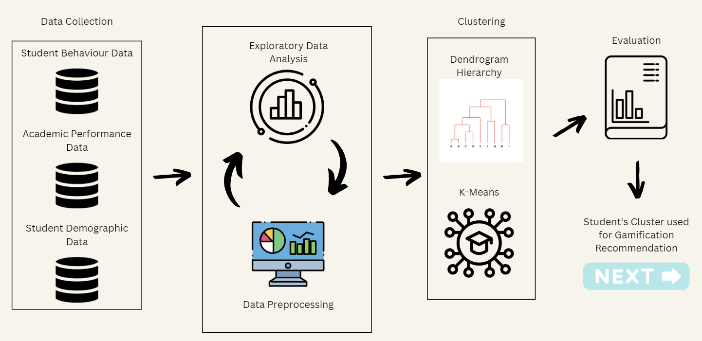 Data Collection
Student Behaviour Data
Academic Performance
Data
Student Demographic
Data
Exploratory Data
Analysis
Data Preprocessing
Clustering
Dendrogram
Hierarchy
K-Means
Evaluation
Student's Cluster used
for Gamification
Recommendation
NEXT